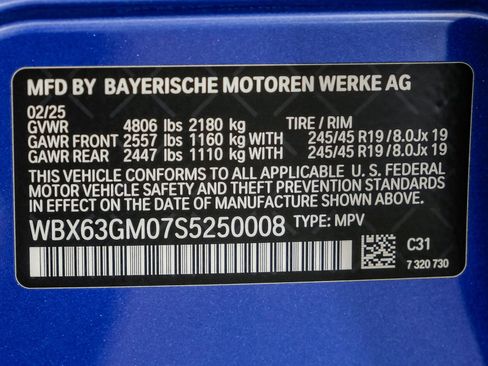 MFD BY BAYERISCHE MOTOREN WERKE AG
02/25
GVWR 4806 lbs 2180 kg TIRE / RIM
GAWR FRONT 2557 lbs 1160 kg WITH 245/45 R19 /8.0Jx 19
GAWR REAR 2447 lbs 1110 kg WITH 245/45 R19 /8.0Jx 19
THIS VEHICLE CONFORMS TO ALL APPLICABLE U. S. FEDERAL
MOTOR VEHICLE SAFETY AND THEFT PREVENTION STANDARDS
IN EFFECT ON THE DATE OF MANUFACTURE SHOWN ABOVE.
WBX63GM07S5250008 TYPE: MPV
C31
7 320 730